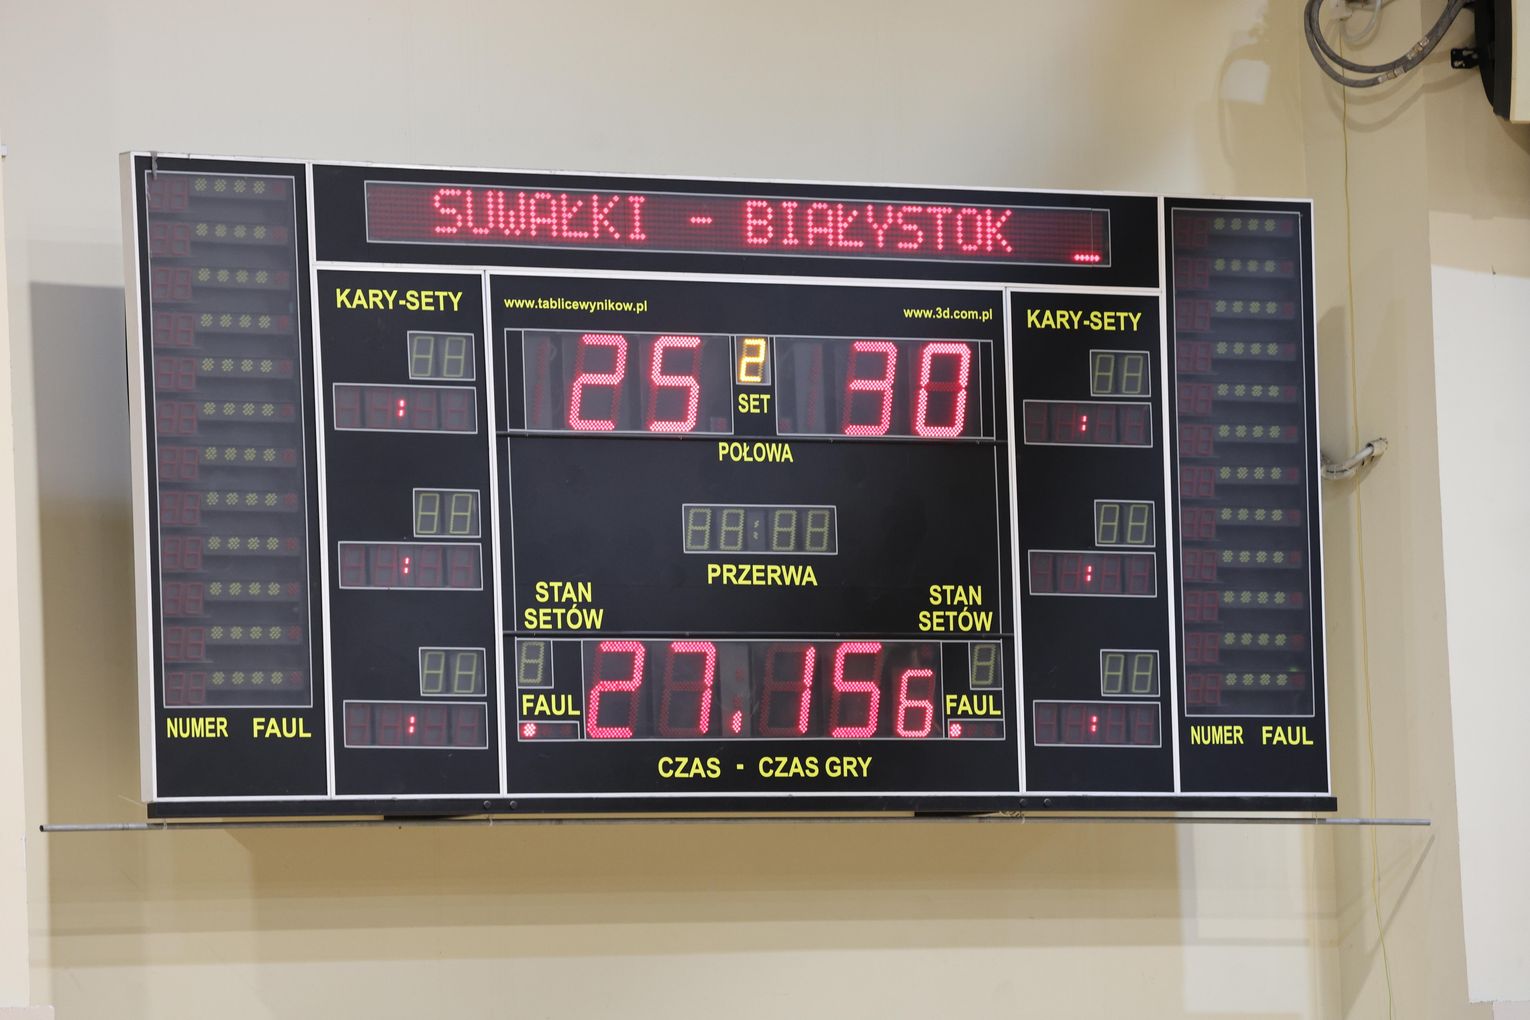 SUWAŁKI - BIAŁYSTOK _
KARY-SETY
www.tablicewynikow.pl www.3d.com.pl
KARY-SETY
25 2 30
SET
POŁOWA
PRZERWA
STAN SETÓW
STAN SETÓW
27.156
FAUL
FAUL
NUMER FAUL
CZAS - CZAS GRY
NUMER FAUL